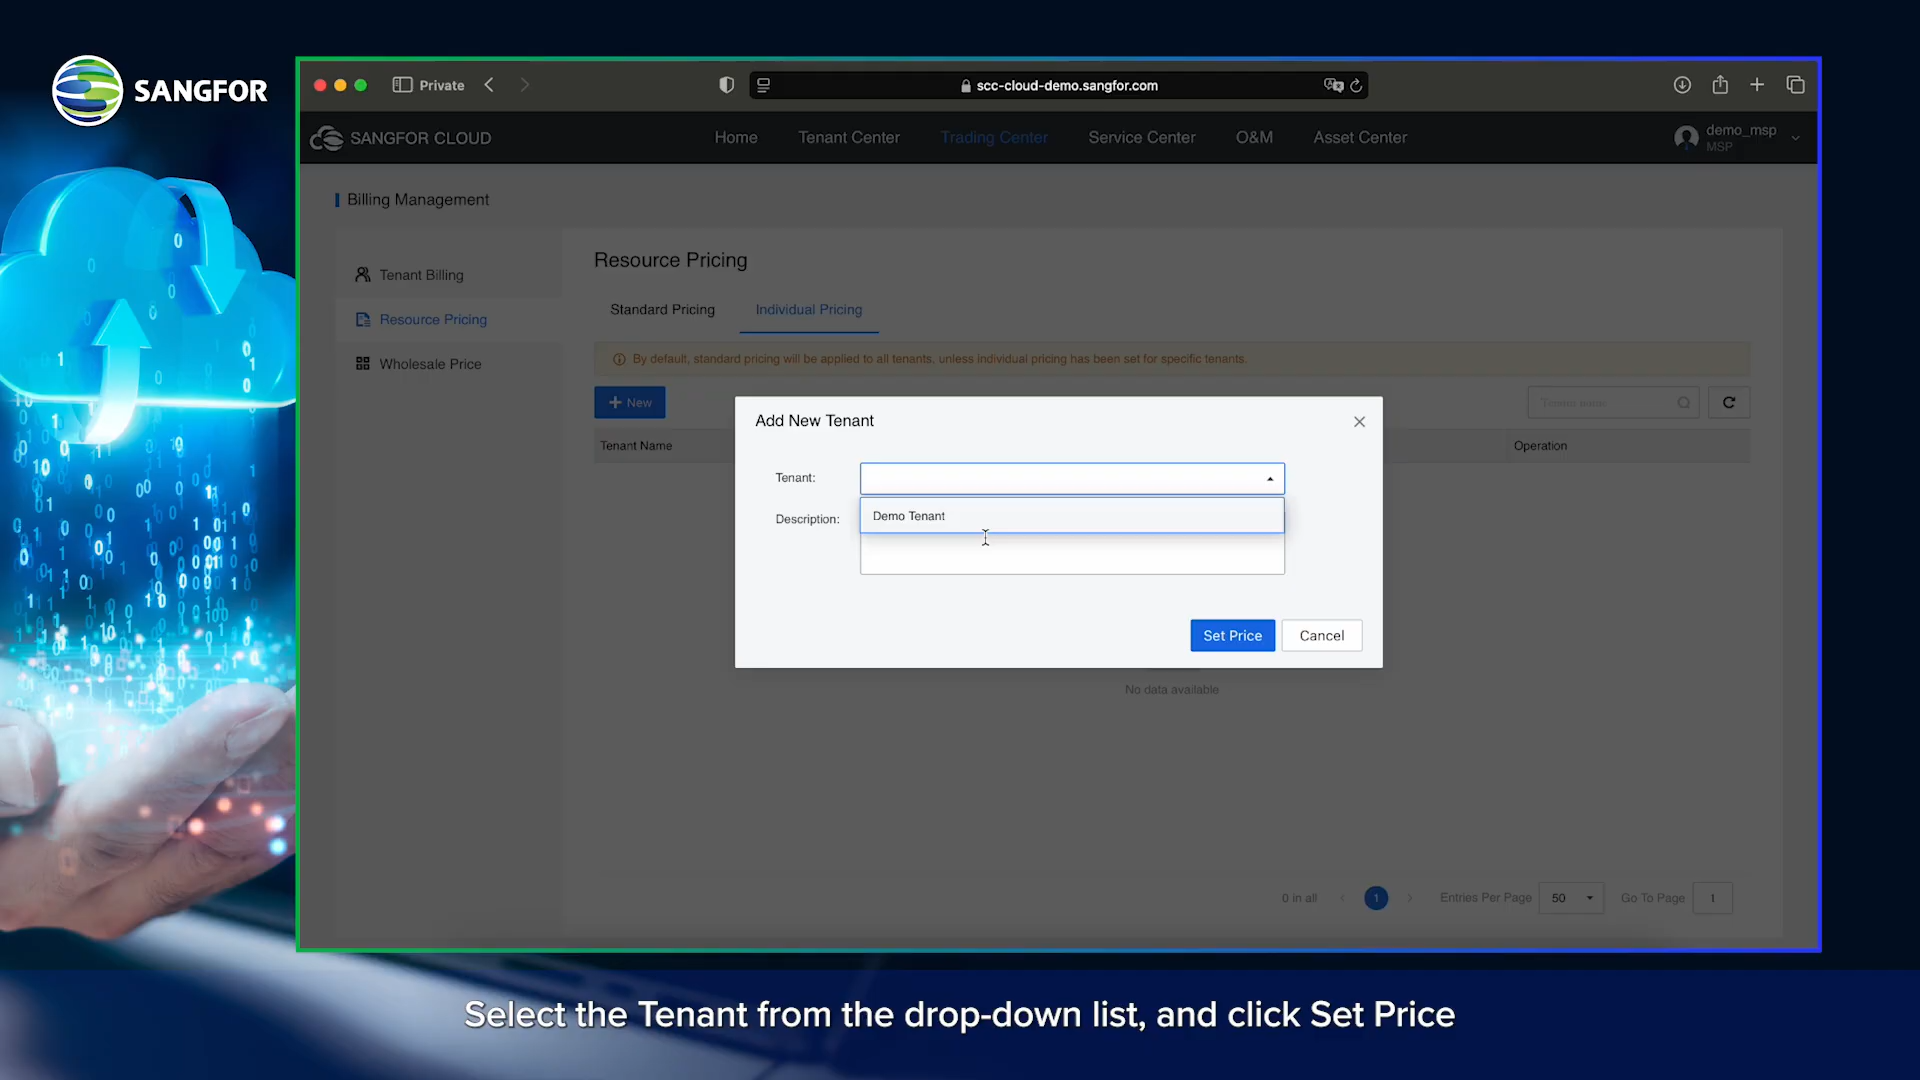 SANGFOR
Private
scc-cloud-demo.sangfor.com
SANGFOR CLOUD
Home
Tenant Center
Trading Center
Service Center
O&M
Asset Center
demo_msp
MSP
Billing Management
Tenant Billing
Resource Pricing
Wholesale Price
Resource Pricing
Standard Pricing
Individual Pricing
By default, standard pricing will be applied to all tenants, unless individual pricing has been set for specific tenants.
New
Tenant name
Tenant Name
Operation
Add New Tenant
Tenant:
Demo Tenant
Description:
Set Price
Cancel
No data available
0 in all
1
Entries Per Page
50
Go To Page
1
Select the Tenant from the drop-down list, and click Set Price